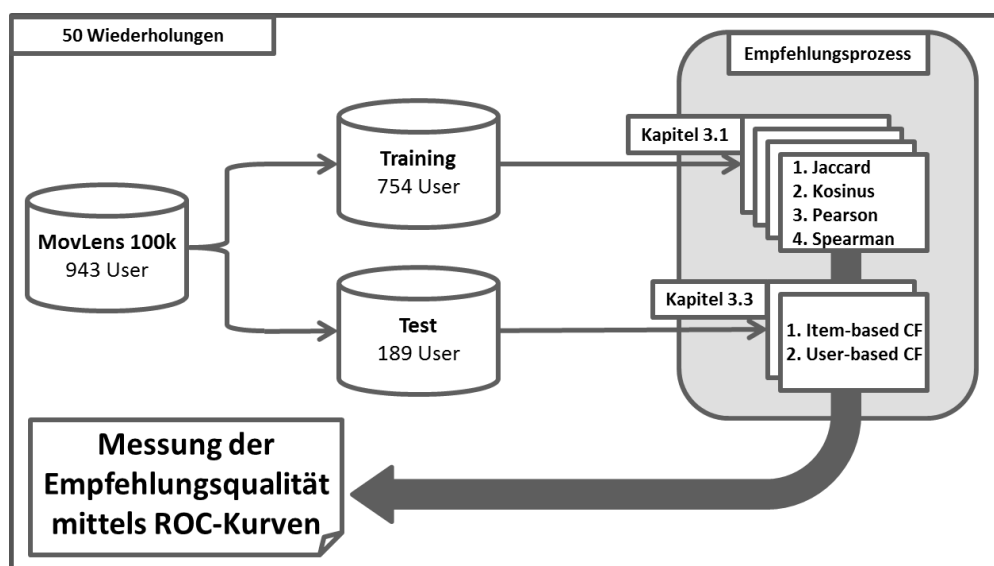 50 Wiederholungen
Empfehlungsprozess
Kapitel 3.1
1. Jaccard
2. Kosinus
3. Pearson
4. Spearman
Training
754 User
MovLens 100k
943 User
Kapitel 3.3
1. Item-based CF
2. User-based CF
Test
189 User
Messung der
Empfehlungsqualität
mittels ROC-Kurven